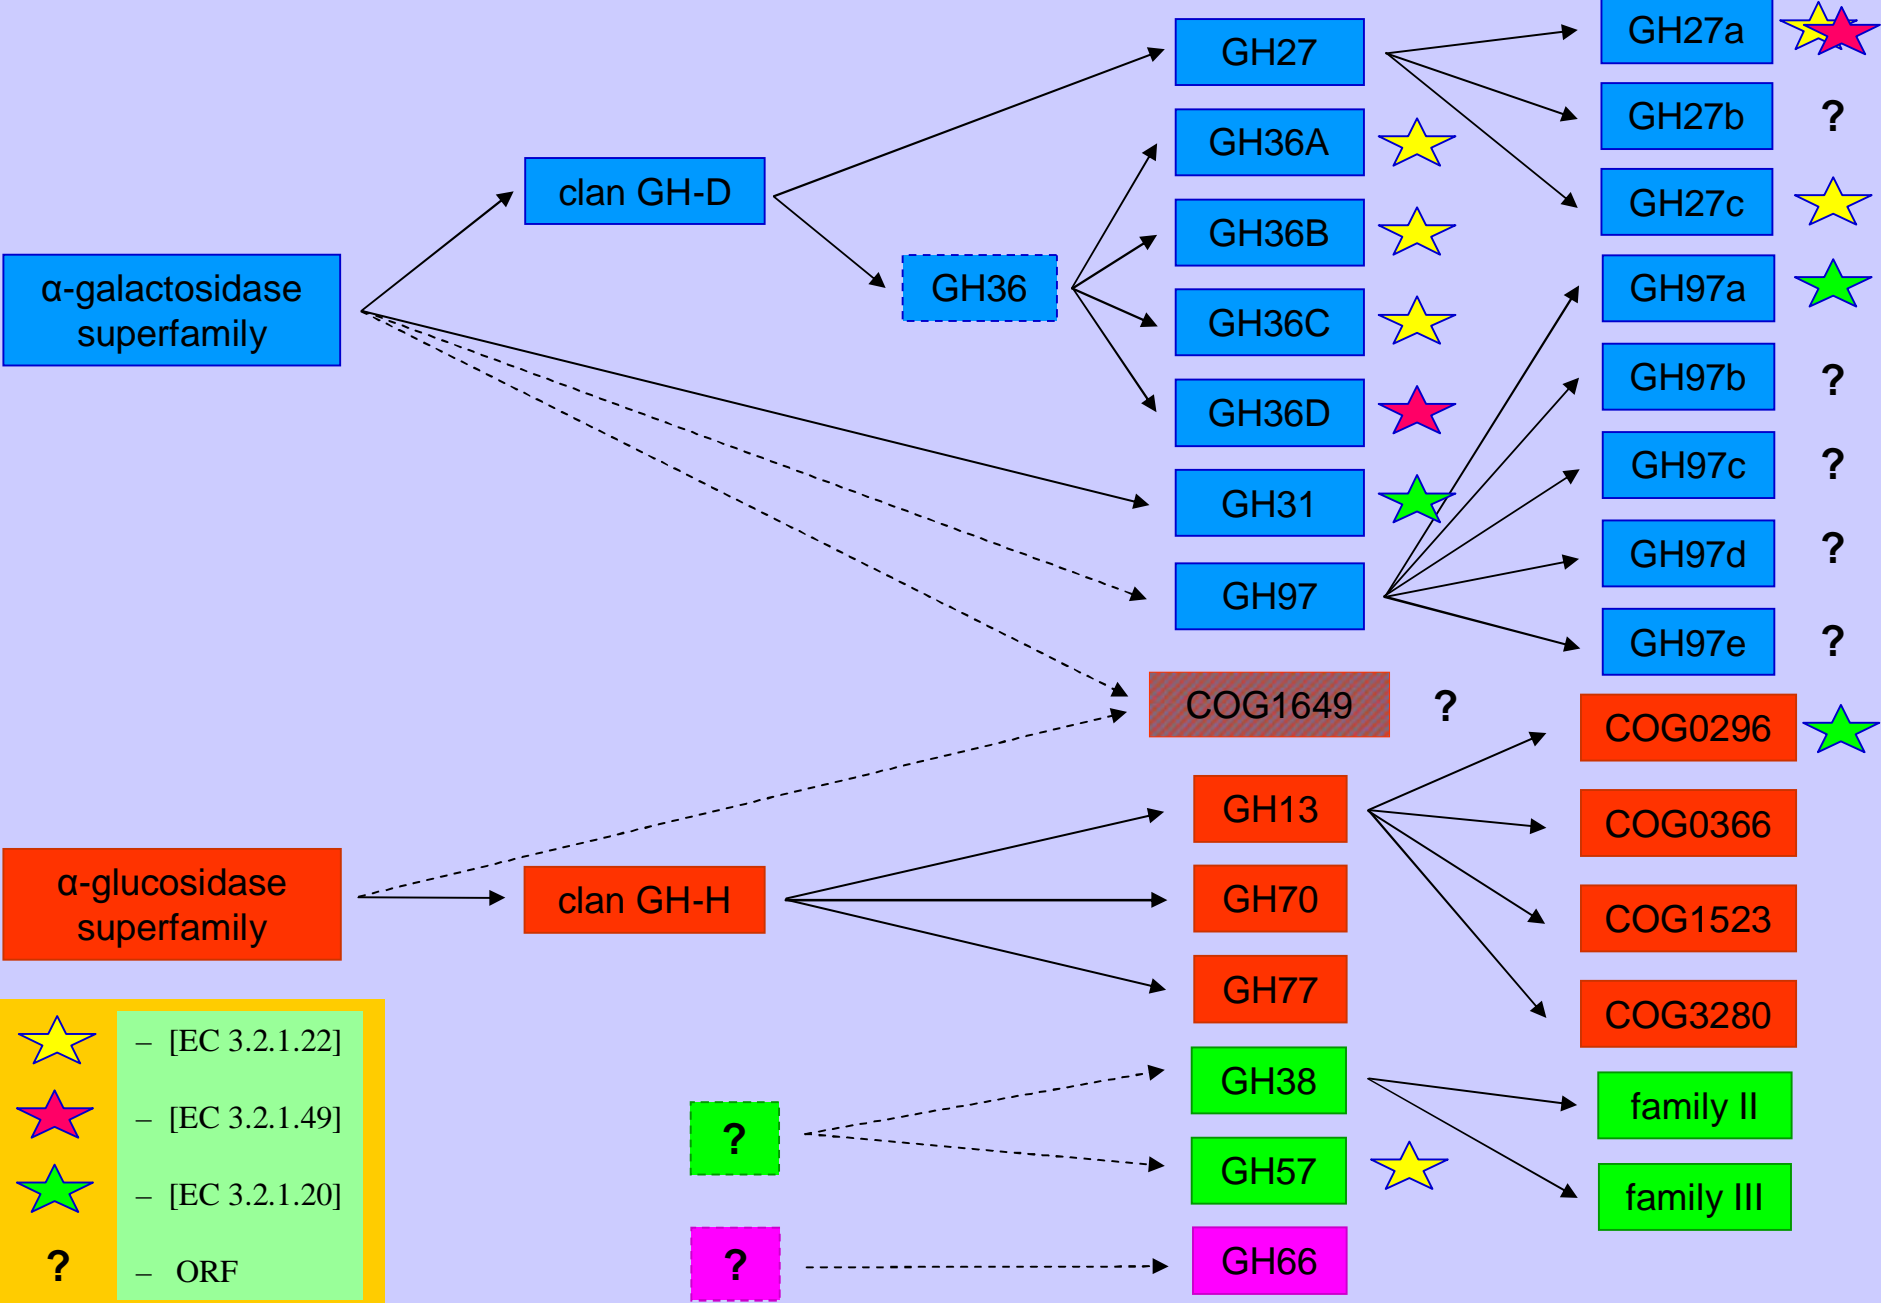 α-galactosidase
superfamily
clan GH-D
GH36
GH27
GH36A
GH36B
GH36C
GH36D
GH31
GH97
GH27a
GH27b ?
GH27c
GH97a
GH97b ?
GH97c ?
GH97d ?
GH97e ?
COG1649 ?
α-glucosidase
superfamily
clan GH-H
GH13
GH70
GH77
COG0296
COG0366
COG1523
COG3280
?
GH38
GH57
family II
family III
?
GH66
– [EC 3.2.1.22]
– [EC 3.2.1.49]
– [EC 3.2.1.20]
? – ORF